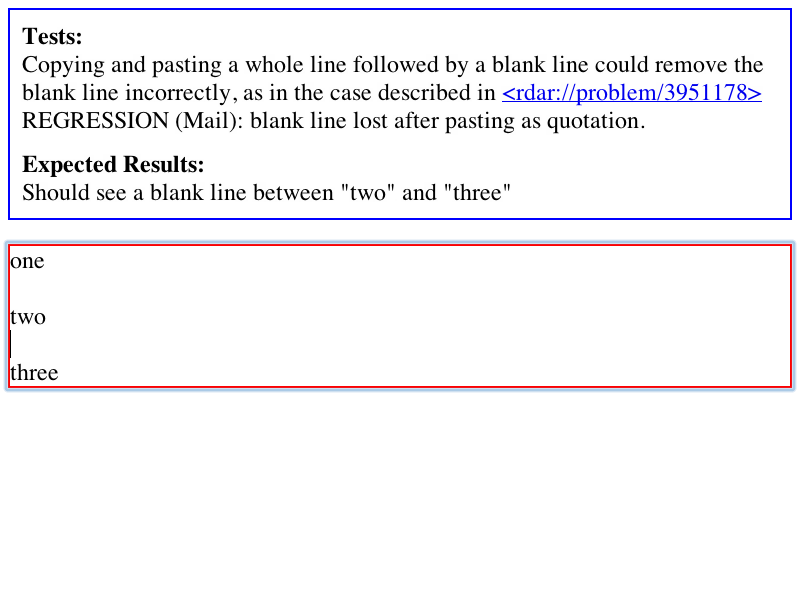 Tests:
Copying and pasting a whole line followed by a blank line could remove the
blank line incorrectly, as in the case described in <rdar://problem/3951178>
REGRESSION (Mail): blank line lost after pasting as quotation.
Expected Results:
Should see a blank line between "two" and "three"
one
two
three